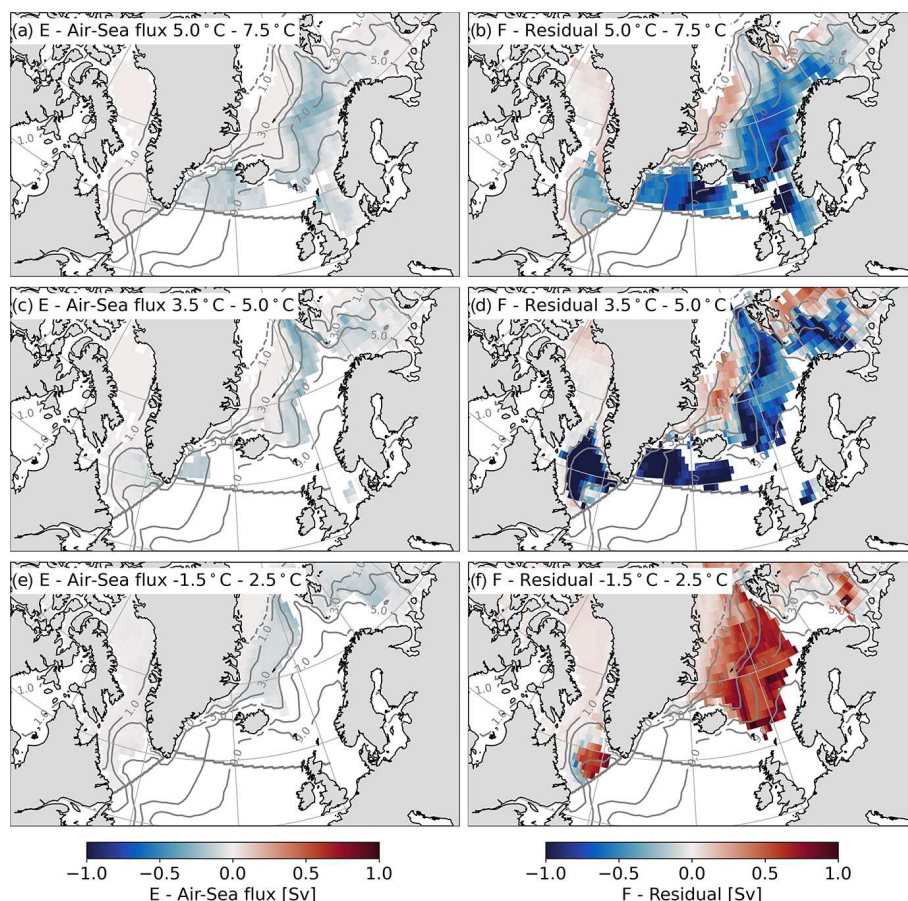 (a) E - Air-Sea flux 5.0°C - 7.5°C
(b) F - Residual 5.0°C - 7.5°C
(c) E - Air-Sea flux 3.5°C - 5.0°C
(d) F - Residual 3.5°C - 5.0°C
(e) E - Air-Sea flux -1.5°C - 2.5°C
(f) F - Residual -1.5°C - 2.5°C
−1.0 −0.5 0.0 0.5 1.0
E - Air-Sea flux [Sv]
−1.0 −0.5 0.0 0.5 1.0
F - Residual [Sv]